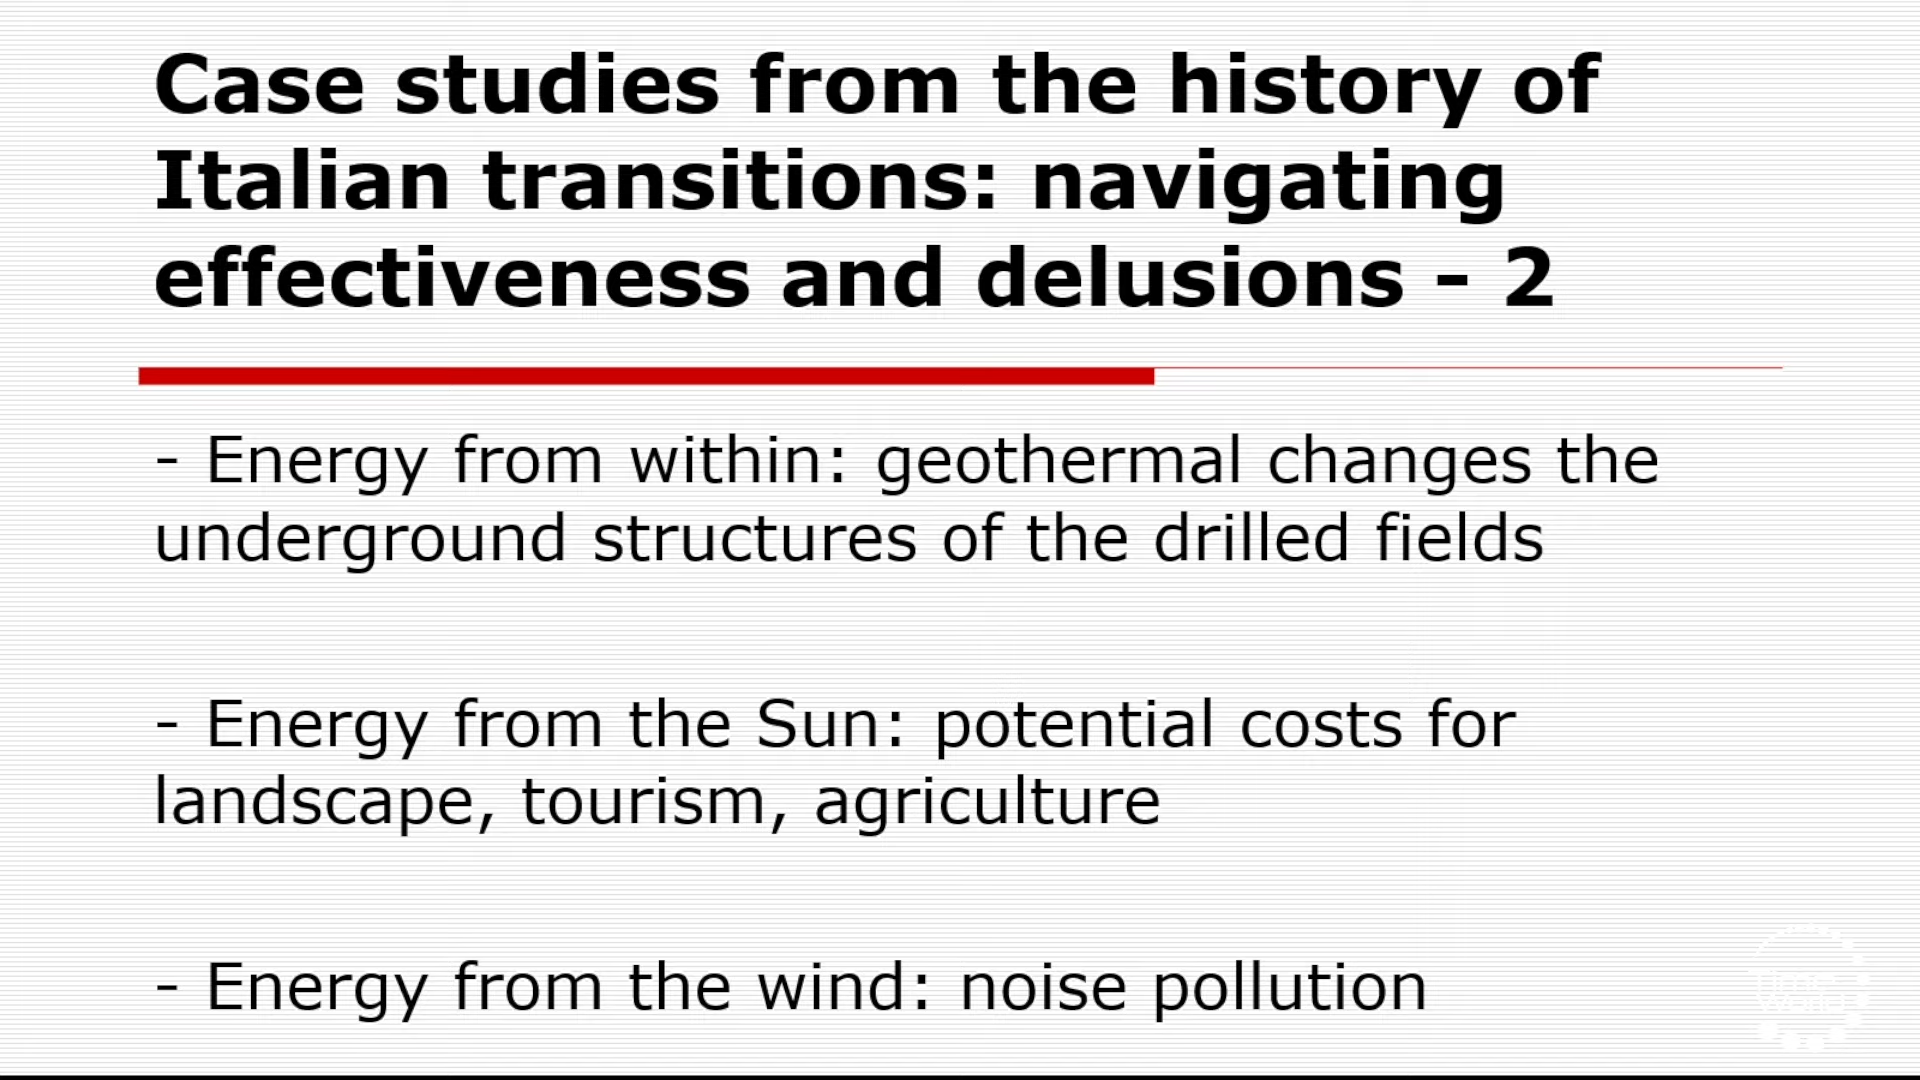 Case studies from the history of
Italian transitions: navigating
effectiveness and delusions - 2
- Energy from within: geothermal changes the
underground structures of the drilled fields
- Energy from the Sun: potential costs for
landscape, tourism, agriculture
- Energy from the wind: noise pollution